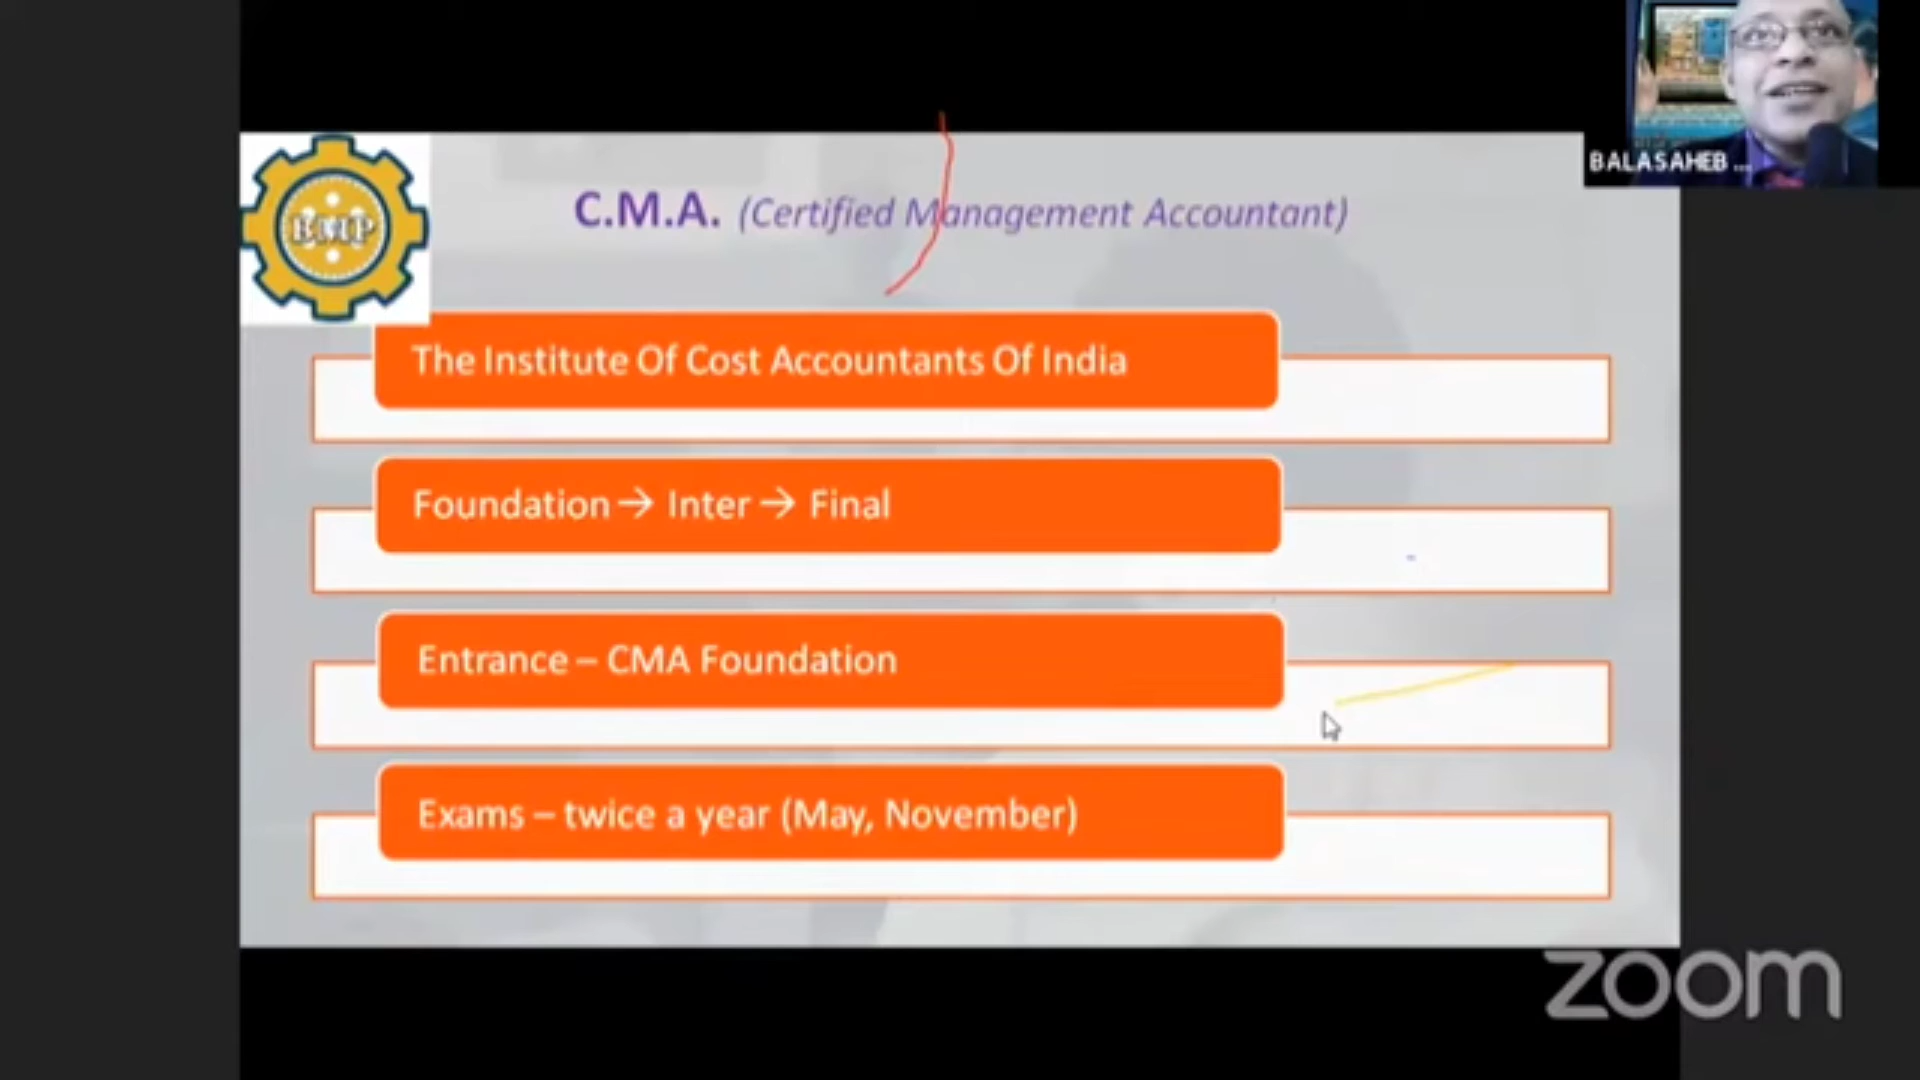 BALASAHEB ...
BMP
C.M.A. (Certified Management Accountant)
The Institute Of Cost Accountants Of India
Foundation → Inter → Final
Entrance – CMA Foundation
Exams – twice a year (May, November)
zoom